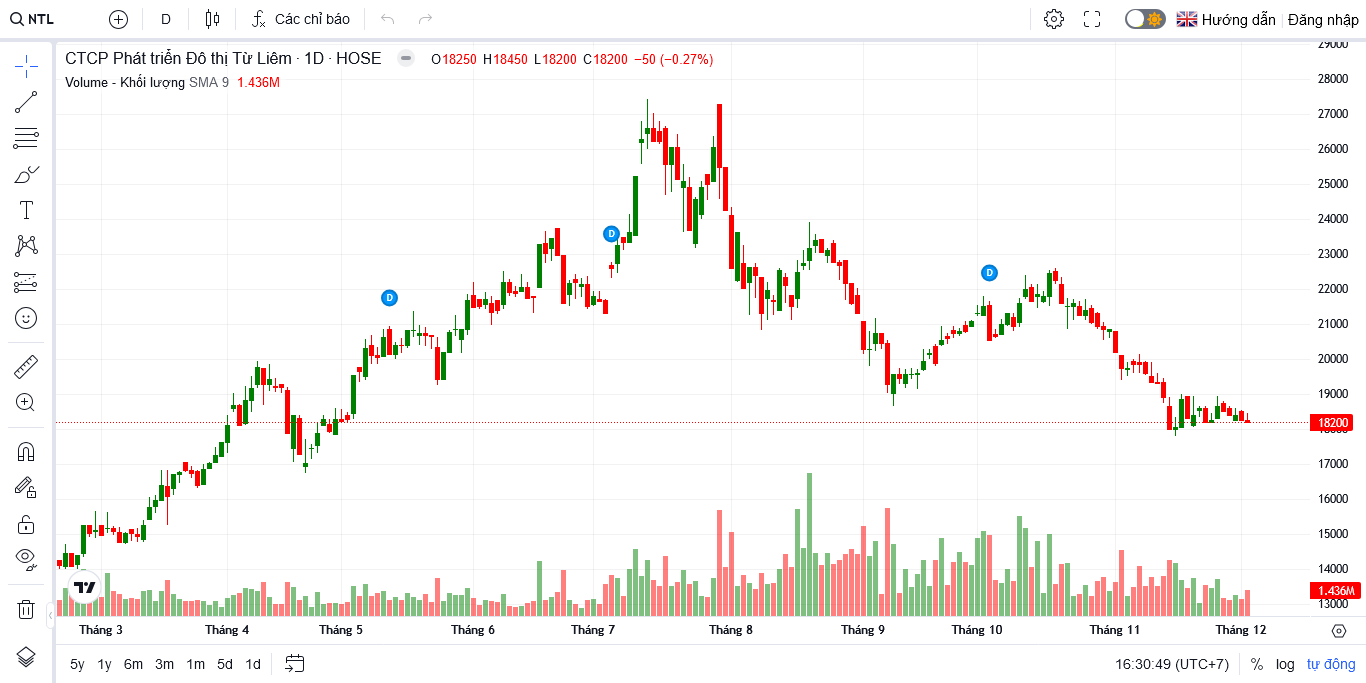 NTL
D
Các chỉ báo
Hướng dẫn
Đăng nhập
CTCP Phát triển Đô thị Từ Liêm · 1D · HOSE
O18250 H18450 L18200 C18200 −50 (−0.27%)
Volume - Khối lượng SMA 9 1.436M
29000
28000
27000
26000
25000
24000
23000
22000
21000
20000
19000
18200
18000
17000
16000
15000
14000
1.436M
13000
D
D
D
Tháng 3 Tháng 4 Tháng 5 Tháng 6 Tháng 7 Tháng 8 Tháng 9 Tháng 10 Tháng 11 Tháng 12
5y 1y 6m 3m 1m 5d 1d
16:30:49 (UTC+7)
% log tự động